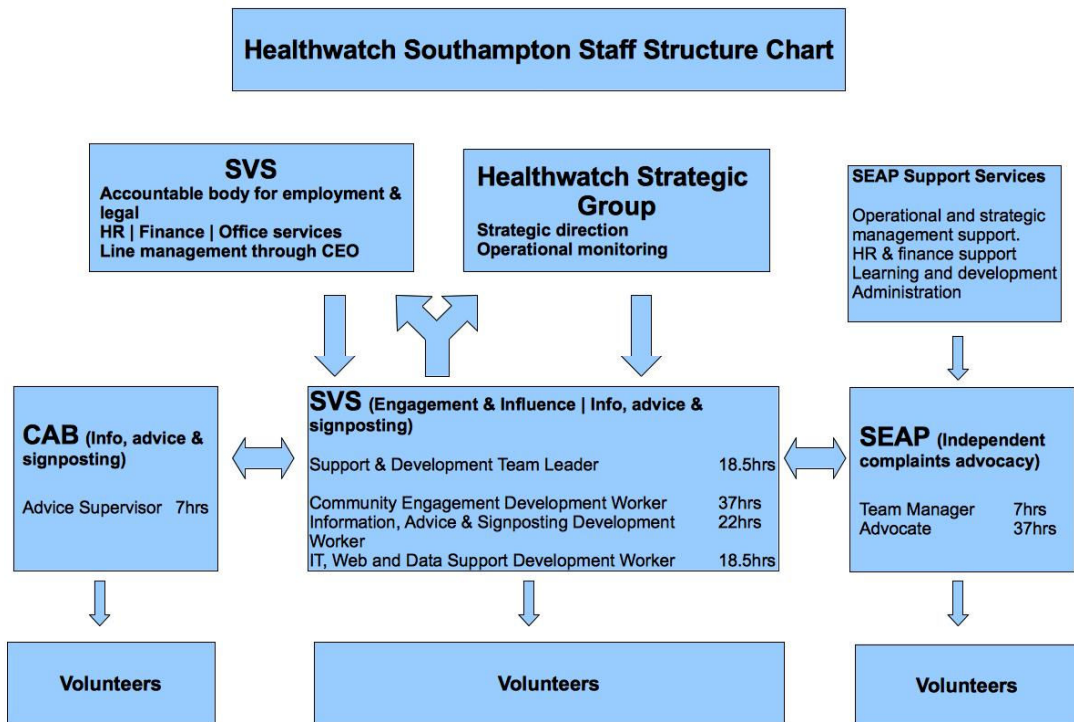 Healthwatch Southampton Staff Structure Chart
SVS
Accountable body for employment &
legal
HR | Finance | Office services
Line management through CEO
Healthwatch Strategic
Group
Strategic direction
Operational monitoring
SEAP Support Services
Operational and strategic
management support.
HR & finance support
Learning and development
Administration
CAB (Info, advice &
signposting)
Advice Supervisor 7hrs
SVS (Engagement & Influence | Info, advice &
signposting)
Support & Development Team Leader 18.5hrs
Community Engagement Development Worker 37hrs
Information, Advice & Signposting Development 22hrs
Worker
IT, Web and Data Support Development Worker 18.5hrs
SEAP (Independent
complaints advocacy)
Team Manager 7hrs
Advocate 37hrs
Volunteers
Volunteers
Volunteers